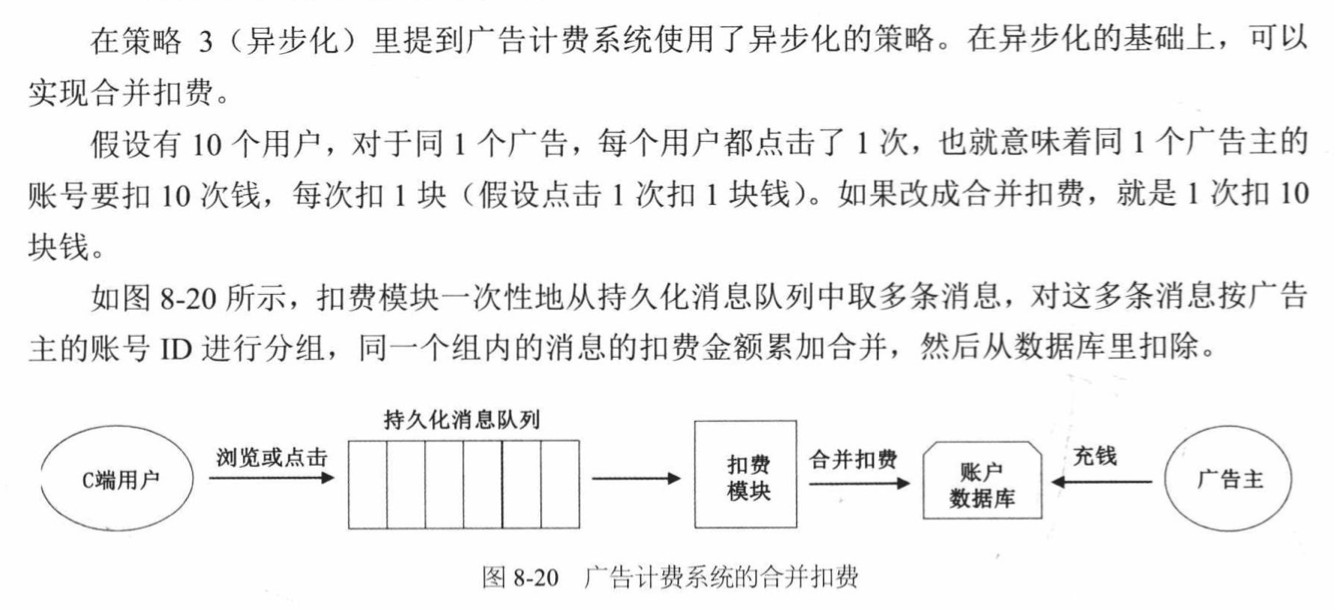 在策略 3（异步化）里提到广告计费系统使用了异步化的策略。在异步化的基础上，可以
实现合并扣费。
假设有 10 个用户，对于同 1 个广告，每个用户都点击了 1 次，也就意味着同 1 个广告主的
账号要扣 10 次钱，每次扣 1 块（假设点击 1 次扣 1 块钱）。如果改成合并扣费，就是 1 次扣 10
块钱。
如图 8-20 所示，扣费模块一次性地从持久化消息队列中取多条消息，对这多条消息按广告
主的账号 ID 进行分组，同一个组内的消息的扣费金额累加合并，然后从数据库里扣除。
持久化消息队列
C端用户
浏览或点击
扣费
模块
合并扣费
账户
数据库
充钱
广告主
图 8-20 广告计费系统的合并扣费